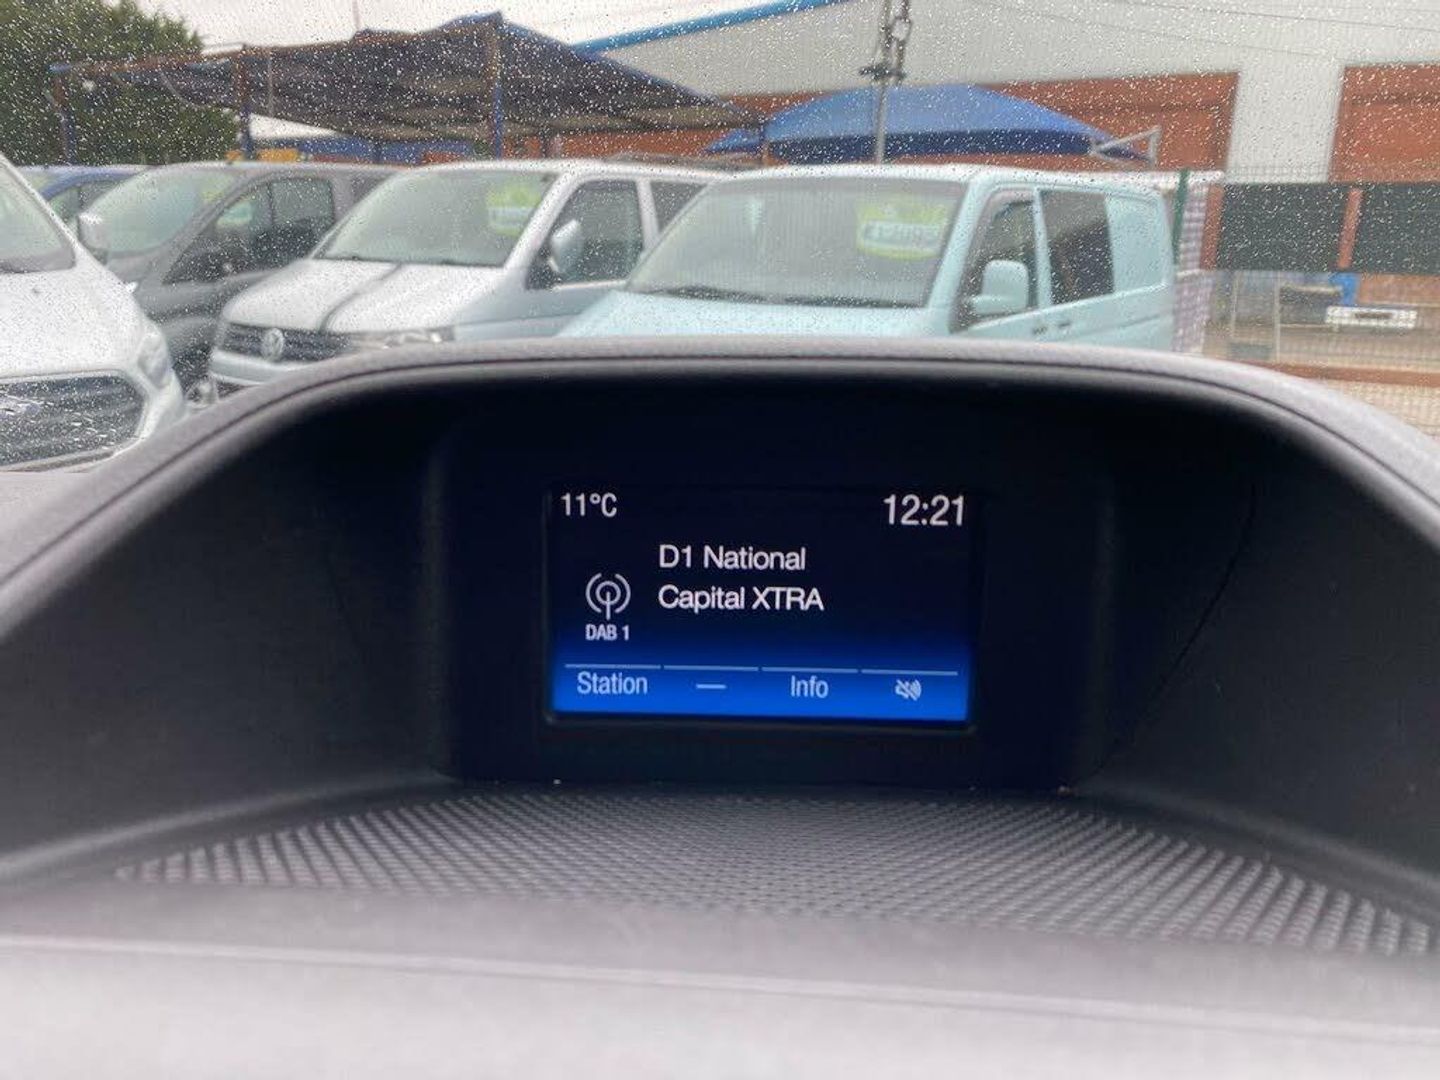 11°C 12:21
D1 National
Capital XTRA
DAB 1
Station — Info